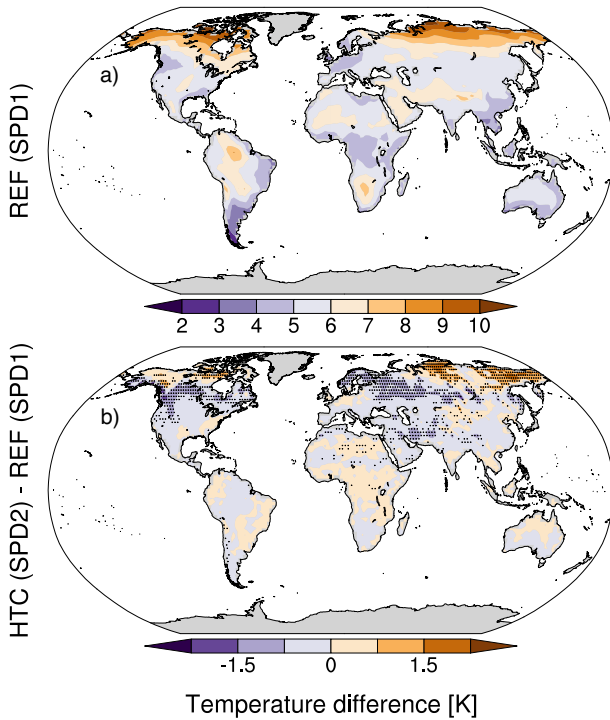 REF (SPD1)
a)
2 3 4 5 6 7 8 9 10
HTC (SPD2) - REF (SPD1)
b)
-1.5 0 1.5
Temperature difference [K]